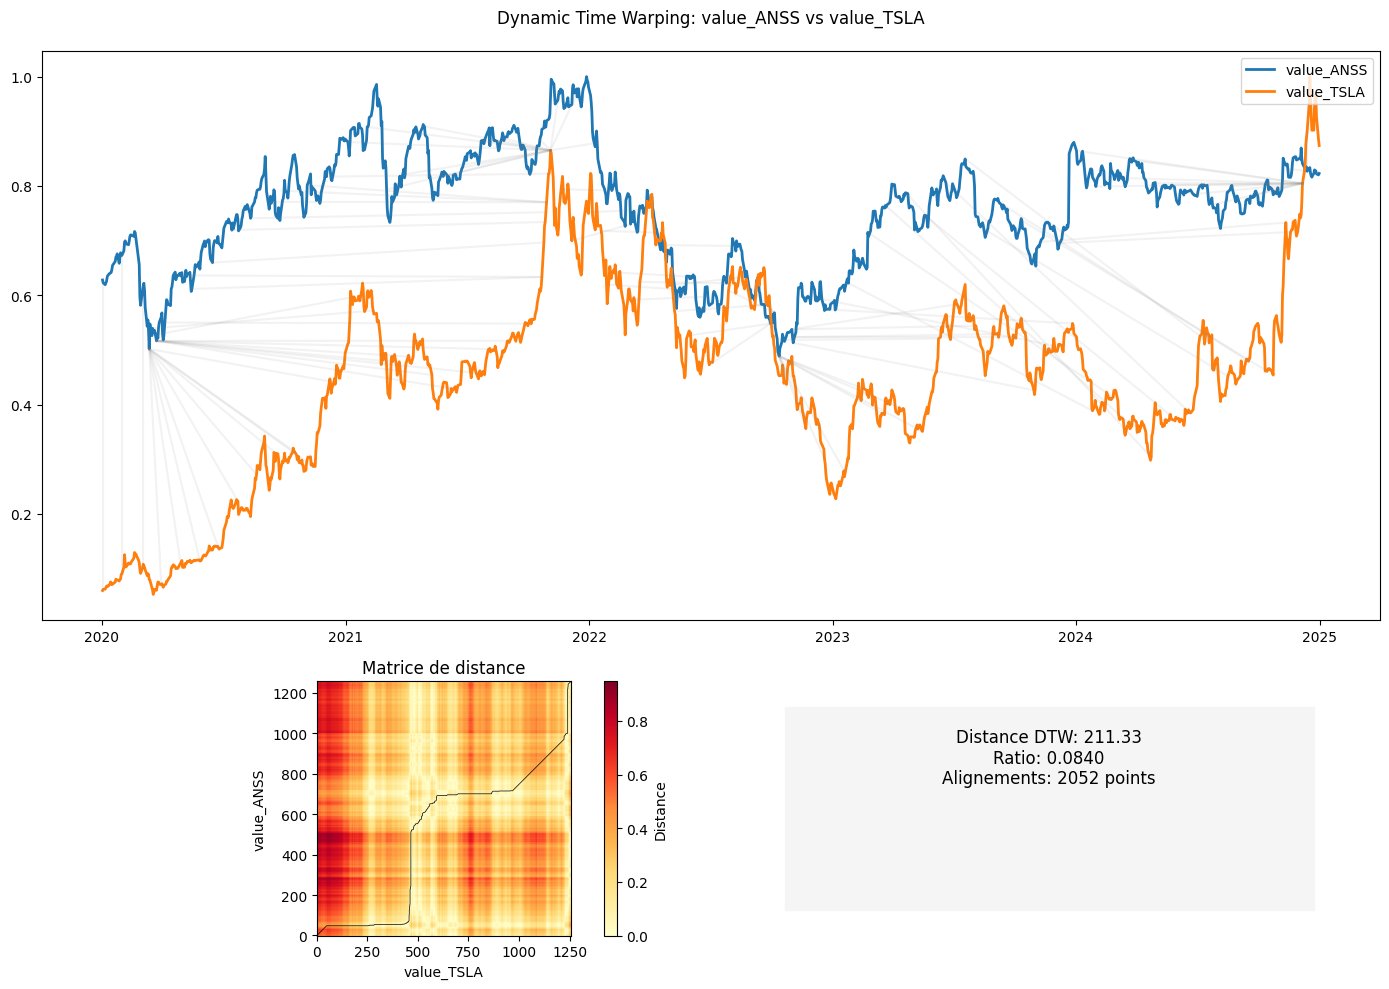 Dynamic Time Warping: value_ANSS vs value_TSLA
value_ANSS
value_TSLA
1.0
0.8
0.6
0.4
0.2
2020
2021
2022
2023
2024
2025
Matrice de distance
1200
1000
800
600
400
200
0
value_ANSS
0
250
500
750
1000
1250
value_TSLA
0.8
0.6
0.4
0.2
0.0
Distance
Distance DTW: 211.33
Ratio: 0.0840
Alignements: 2052 points